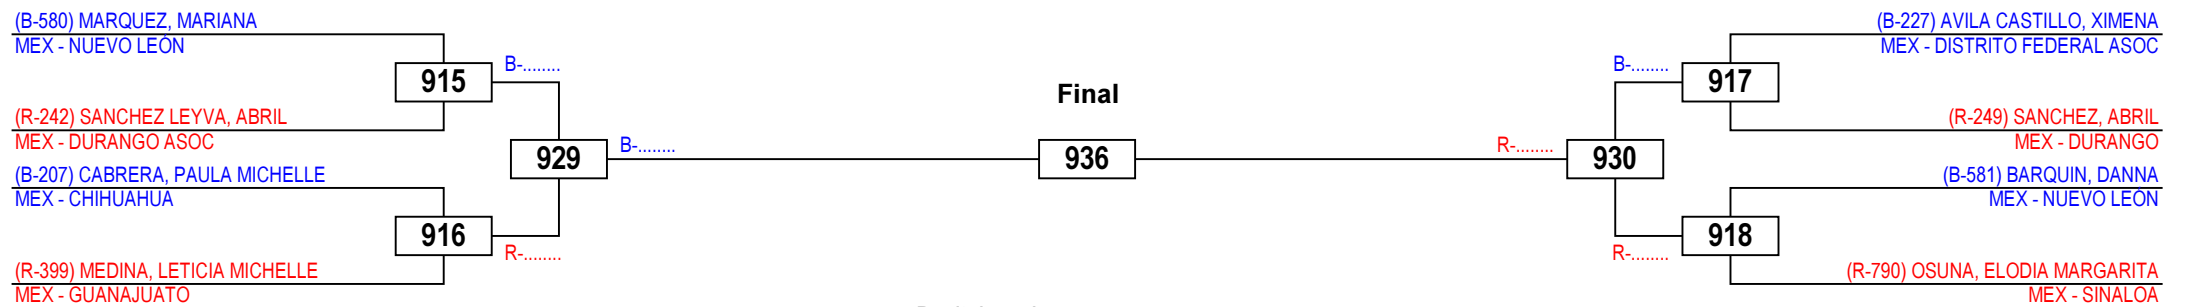 (B-580) MARQUEZ, MARIANA
MEX - NUEVO LEÓN
915
B-........
(R-242) SANCHEZ LEYVA, ABRIL
MEX - DURANGO ASOC
929
B-........
(B-207) CABRERA, PAULA MICHELLE
MEX - CHIHUAHUA
916
R-........
(R-399) MEDINA, LETICIA MICHELLE
MEX - GUANAJUATO
Final
936
(B-227) AVILA CASTILLO, XIMENA
MEX - DISTRITO FEDERAL ASOC
B-........
917
(R-249) SANCHEZ, ABRIL
MEX - DURANGO
R-........
930
(B-581) BARQUIN, DANNA
MEX - NUEVO LEÓN
918
R-........
(R-790) OSUNA, ELODIA MARGARITA
MEX - SINALOA